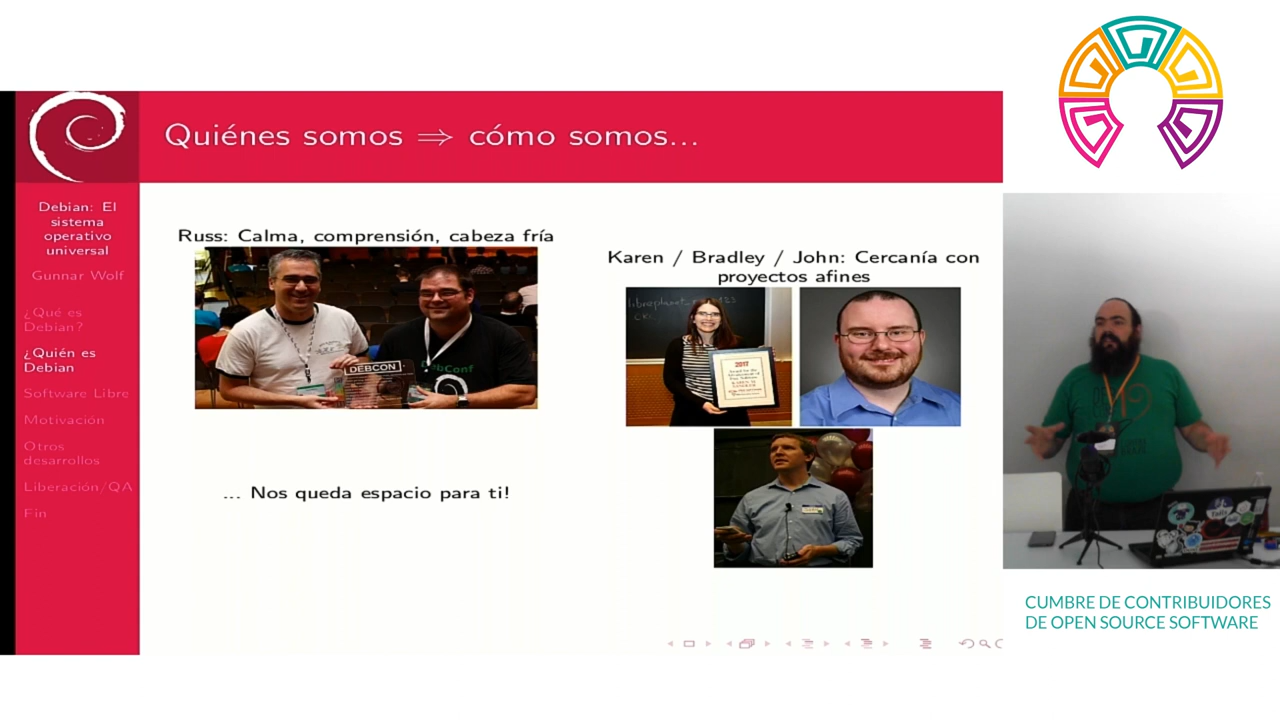 Quiénes somos ⇒ cómo somos...
Debian: El
sistema
operativo
universal
Gunnar Wolf
¿Qué es
Debian?
¿Quién es
Debian
Software Libre
Motivación
Otros
desarrollos
Liberación/QA
Fin
Russ: Calma, comprensión, cabeza fría
DEBCON
DebConf
... Nos queda espacio para ti!
Karen / Bradley / John: Cercanía con
proyectos afines
libreplanet
2017
CUMBRE DE CONTRIBUIDORES
DE OPEN SOURCE SOFTWARE